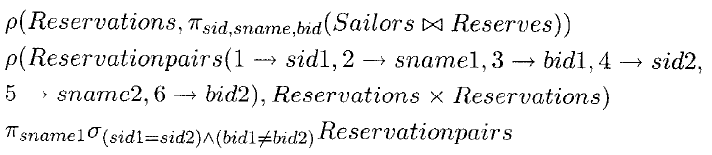 ρ(Reservations, π_{sid,sname,bid}(Sailors ⋈ Reserves))
ρ(Reservationpairs(1 → sid1, 2 → sname1, 3 → bid1, 4 → sid2,
5 → snamc2, 6 → bid2), Reservations × Reservations)
π_{sname1}σ_{(sid1=sid2)∧(bid1≠bid2)}Reservationpairs